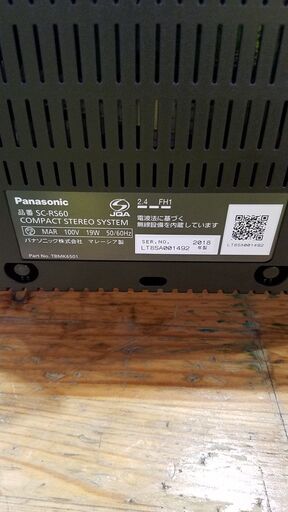 Panasonic
品番 SC-RS60
COMPACT STEREO SYSTEM
MAR 100V 19W 50/60Hz
パナソニック株式会社 マレーシア製
Part No. TBMK6501
JQA
2.4 FH1
電波法に基づく
無線設備を内蔵しています
SER.NO. 2018
LT8SA001492 年製
LT8SA001492